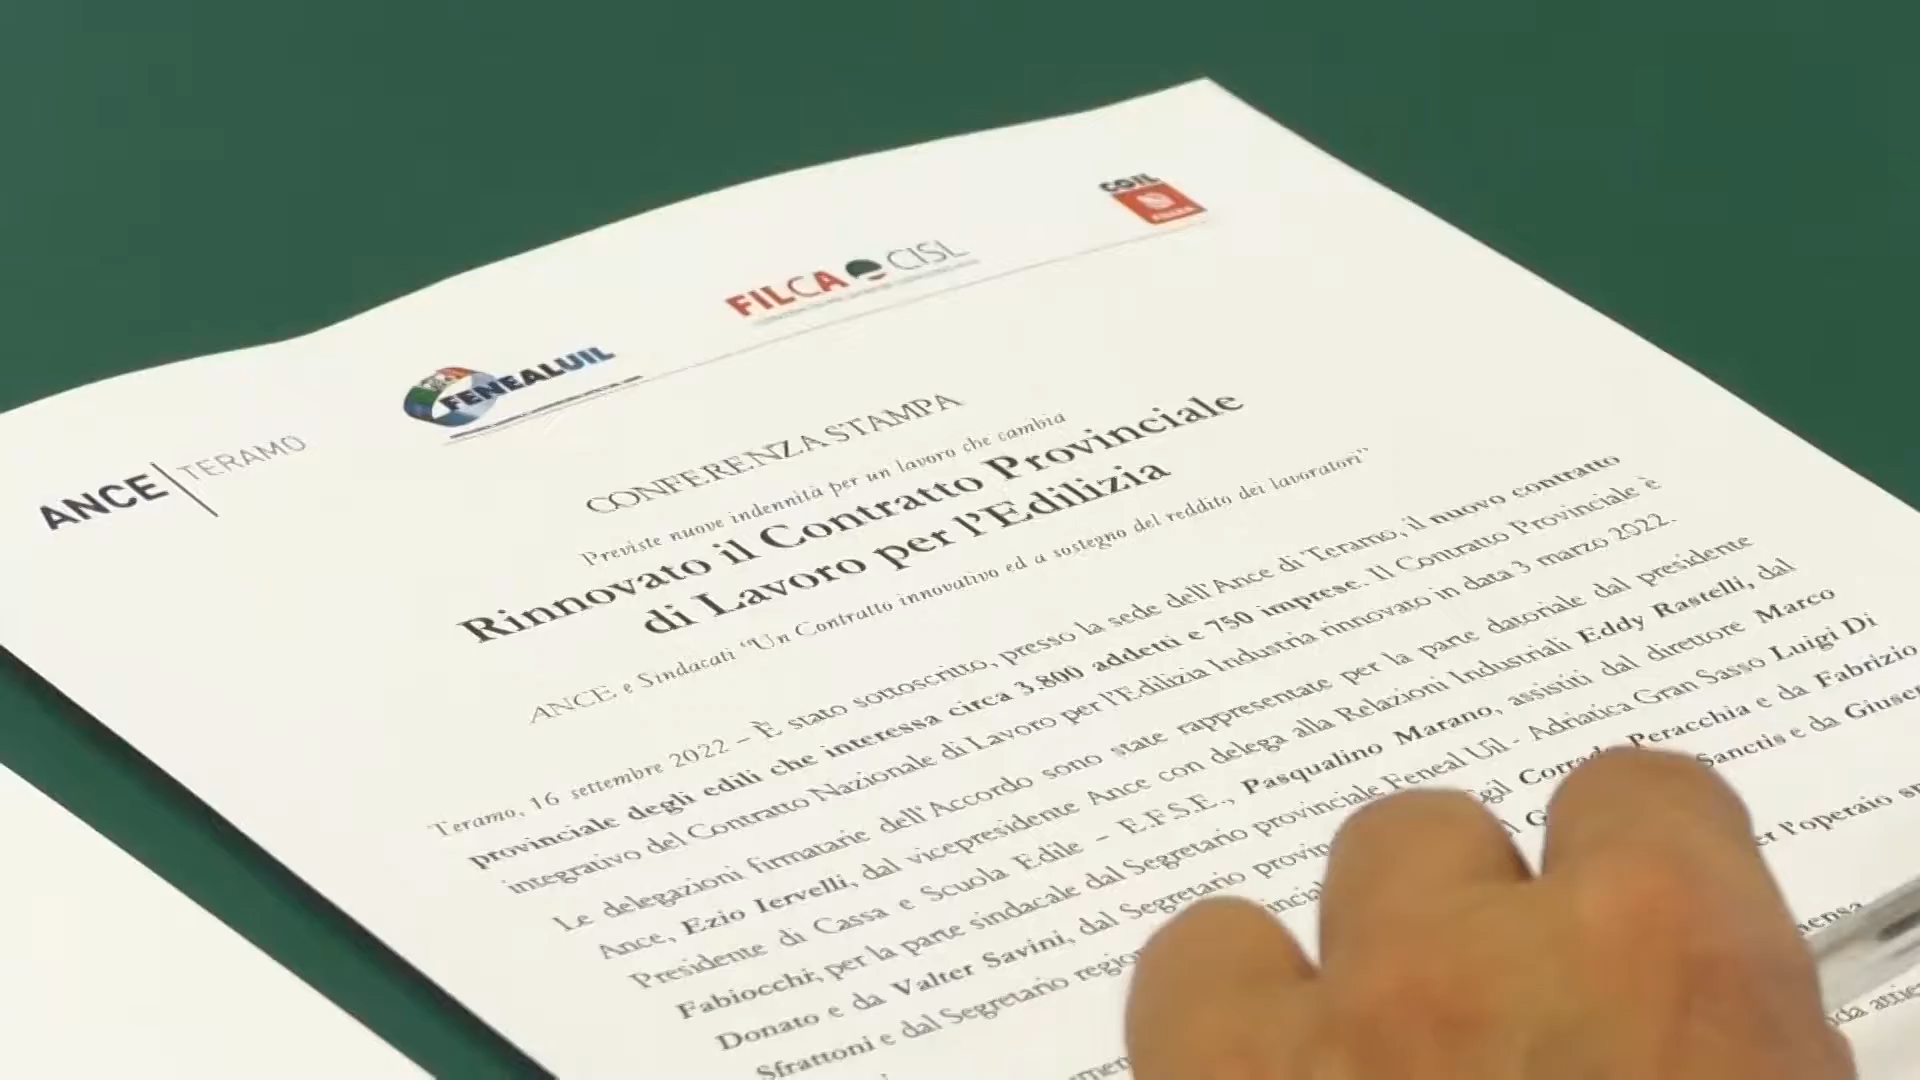 ANCE TERAMO
FENEALUIL
FILCA CISL
CGIL
CONFERENZA STAMPA
Previste nuove indennità per un lavoro che cambia
Rinnovato il Contratto Provinciale
di Lavoro per l'Edilizia
ANCE e Sindacati "Un Contratto innovativo ed a sostegno del reddito dei lavoratori"
Teramo, 16 settembre 2022 – È stato sottoscritto, presso la sede dell'Ance di Teramo, il nuovo contratto
provinciale degli edili che interessa circa 3.800 addetti e 750 imprese. Il Contratto Provinciale è
integrativo del Contratto Nazionale di Lavoro per l'Edilizia Industria rinnovato in data 3 marzo 2022.
Le delegazioni firmatarie dell'Accordo sono state rappresentate per la parte datoriale dal presidente
Ance, Ezio Iervelli, dal vicepresidente Ance con delega alla Relazioni Industriali Eddy Rastelli, dal
Presidente di Cassa e Scuola Edile – E.F.S.E., Pasqualino Marano, assistiti dal direttore Marco
Fabiocchi; per la parte sindacale dal Segretario provinciale Feneal Uil - Adriatica Gran Sasso Luigi Di
Donato e da Valter Savini, dal Segretario Peracchia e da Fabrizio
Sfrattoni e dal Segretario Sanctis e da
l'operaio